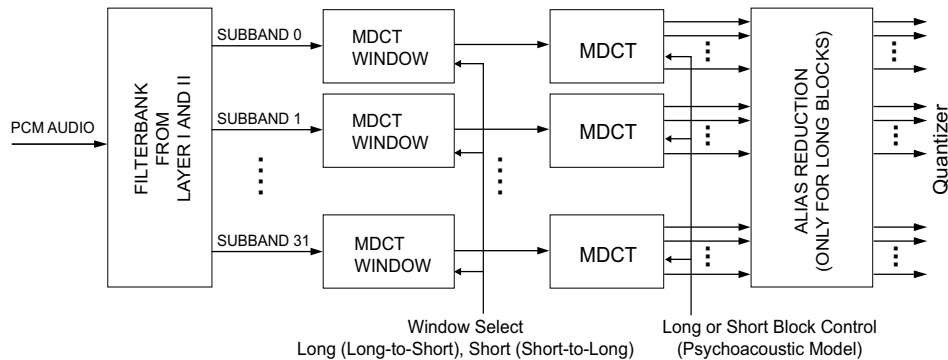 PCM AUDIO
FILTERBANK
FROM
LAYER I AND II
SUBBAND 0
MDCT
WINDOW
MDCT
SUBBAND 1
MDCT
WINDOW
MDCT
SUBBAND 31
MDCT
WINDOW
MDCT
ALIAS REDUCTION
(ONLY FOR LONG BLOCKS)
Quantizer
Window Select
Long (Long-to-Short), Short (Short-to-Long)
Long or Short Block Control
(Psychoacoustic Model)